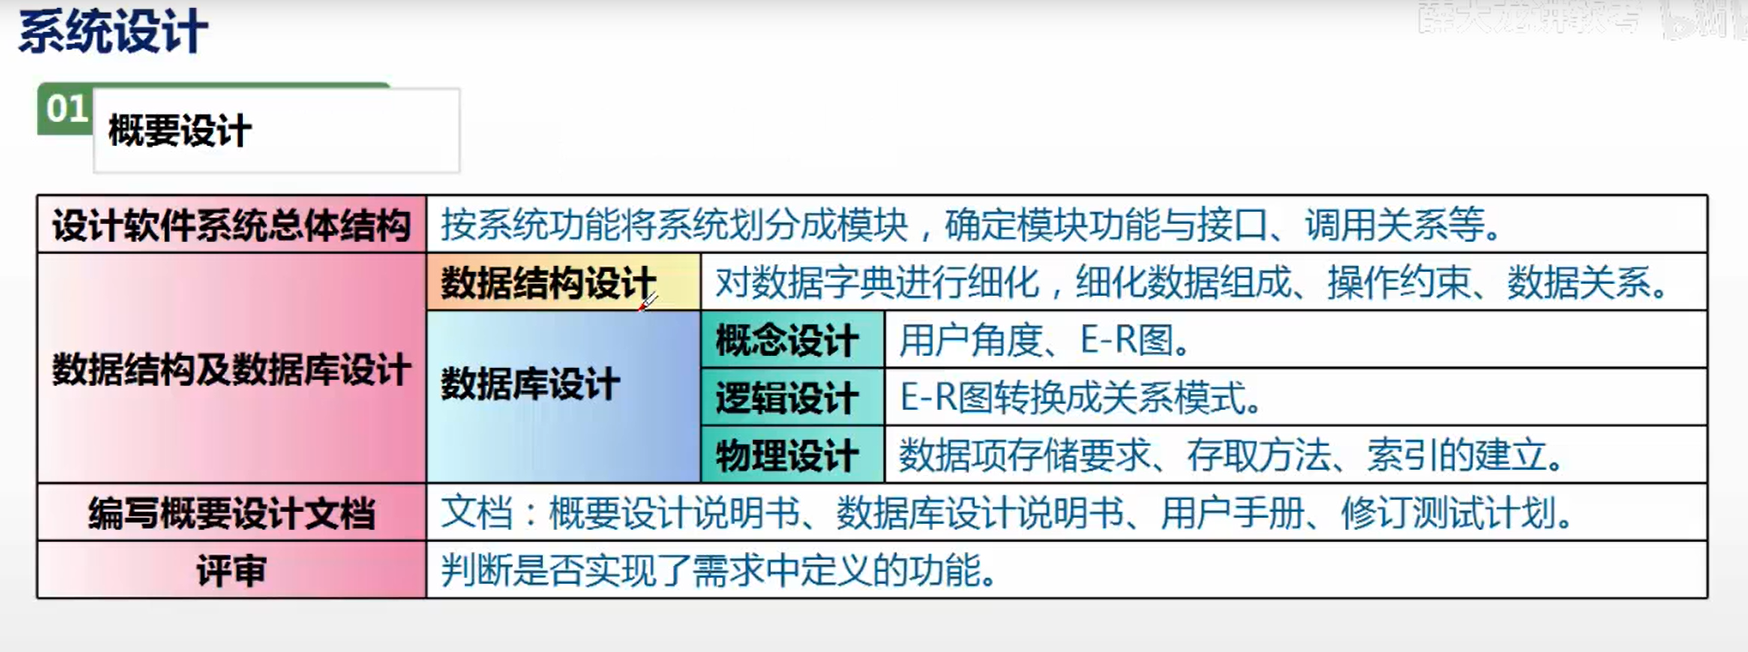 系统设计
薛大龙讲软考
01
概要设计
设计软件系统总体结构 按系统功能将系统划分成模块，确定模块功能与接口、调用关系等。
数据结构及数据库设计 数据结构设计 对数据字典进行细化，细化数据组成、操作约束、数据关系。
数据库设计 概念设计 用户角度、E-R图。
逻辑设计 E-R图转换成关系模式。
物理设计 数据项存储要求、存取方法、索引的建立。
编写概要设计文档 文档：概要设计说明书、数据库设计说明书、用户手册、修订测试计划。
评审 判断是否实现了需求中定义的功能。